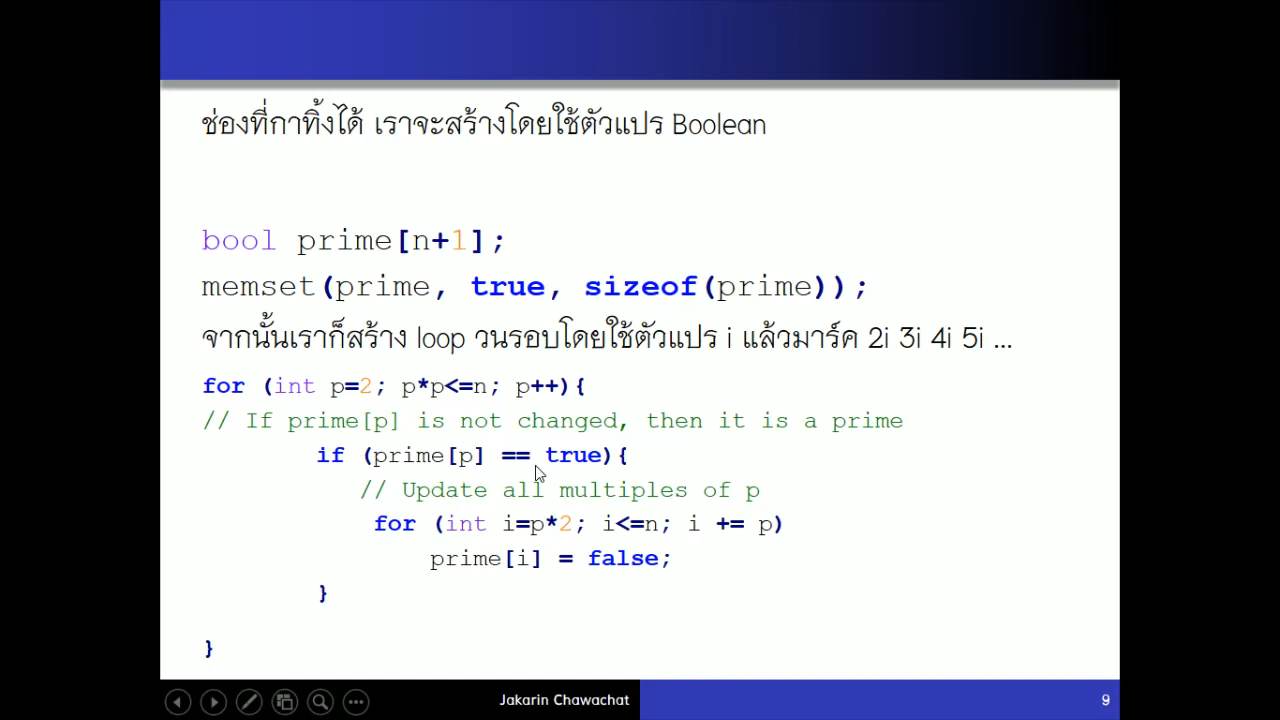 ช่องที่กาทิ้งได้ เราจะสร้างโดยใช้ตัวแปร Boolean
bool prime[n+1];
memset(prime, true, sizeof(prime));
จากนั้นเราก็สร้าง loop วนรอบโดยใช้ตัวแปร i แล้วมาร์ค 2i 3i 4i 5i ...
for (int p=2; p*p<=n; p++){
// If prime[p] is not changed, then it is a prime
if (prime[p] == true){
// Update all multiples of p
for (int i=p*2; i<=n; i += p)
prime[i] = false;
}
}
Jakarin Chawachat
9